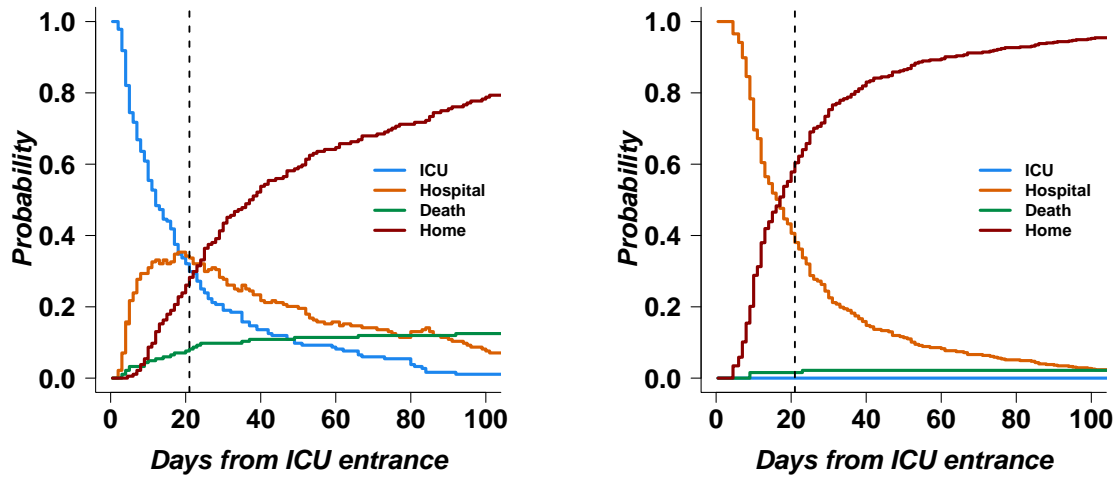 Probability
1.0
0.8
0.6
0.4
0.2
0.0
ICU
Hospital
Death
Home
0 20 40 60 80 100
Days from ICU entrance
Probability
1.0
0.8
0.6
0.4
0.2
0.0
ICU
Hospital
Death
Home
0 20 40 60 80 100
Days from ICU entrance